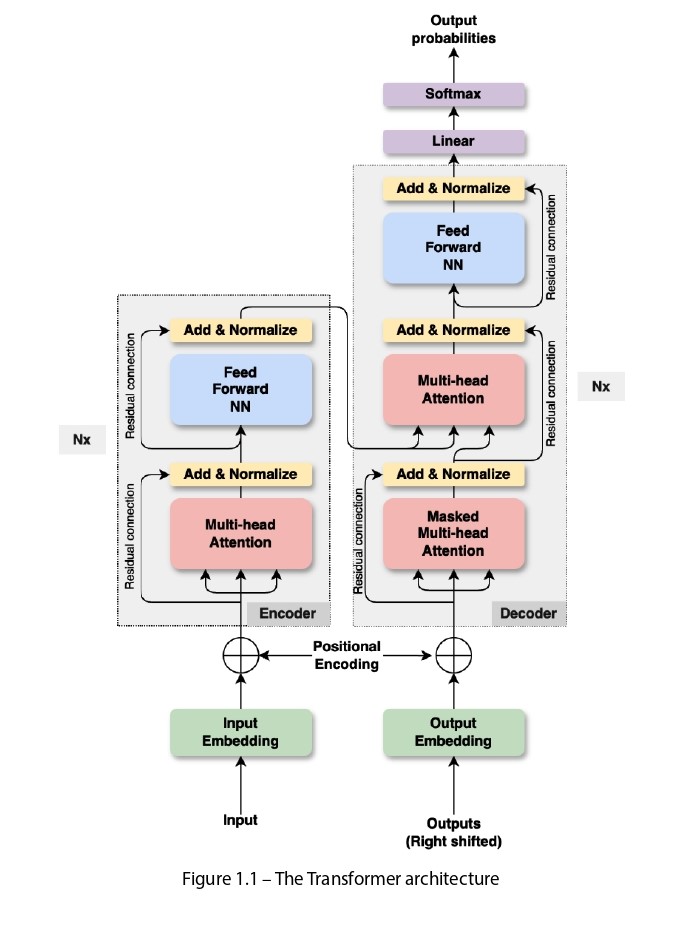 Output
probabilities
Softmax
Linear
Add & Normalize
Feed
Forward
NN
Residual connection
Add & Normalize
Multi-head
Attention
Residual connection
Nx
Add & Normalize
Masked
Multi-head
Attention
Residual connection
Decoder
Add & Normalize
Feed
Forward
NN
Residual connection
Nx
Add & Normalize
Multi-head
Attention
Residual connection
Encoder
Positional
Encoding
Input
Embedding
Output
Embedding
Input
Outputs
(Right shifted)
Figure 1.1 – The Transformer architecture